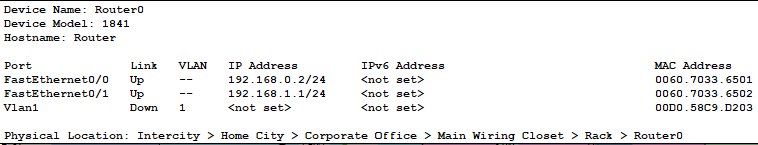 Device Name: Router0
Device Model: 1841
Hostname: Router
Port Link VLAN IP Address IPv6 Address MAC Address
FastEthernet0/0 Up -- 192.168.0.2/24 <not set> 0060.7033.6501
FastEthernet0/1 Up -- 192.168.1.1/24 <not set> 0060.7033.6502
Vlan1 Down 1 <not set> <not set> 00D0.58C9.D203
Physical Location: Intercity > Home City > Corporate Office > Main Wiring Closet > Rack > Router0